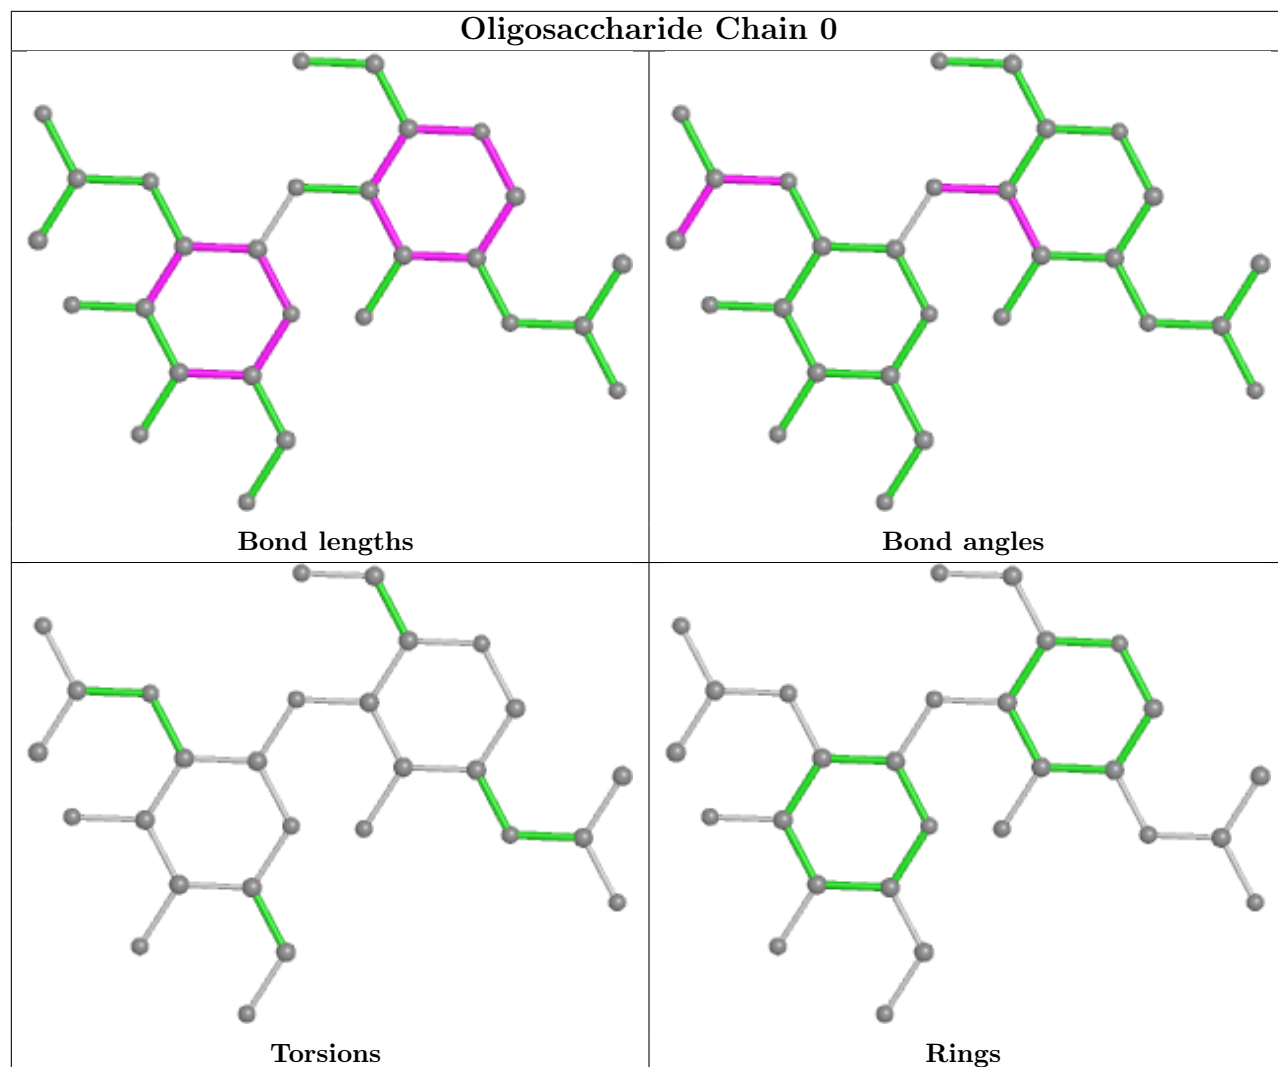 Oligosaccharide Chain 0
Bond lengths
Bond angles
Torsions
Rings